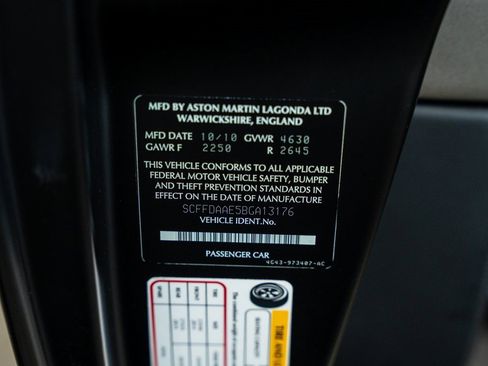 MFD BY ASTON MARTIN LAGONDA LTD
WARWICKSHIRE, ENGLAND
MFD DATE 10/10 GVWR 4630
GAWR F 2250 R 2645
THIS VEHICLE CONFORMS TO ALL APPLICABLE
FEDERAL MOTOR VEHICLE SAFETY, BUMPER
AND THEFT PREVENTION STANDARDS IN
EFFECT ON THE DATE OF MANUFACTURE
SCFFDAAE5BGA13176
VEHICLE IDENT.NO.
PASSENGER CAR
4G43-973407-AC
TIRE AND